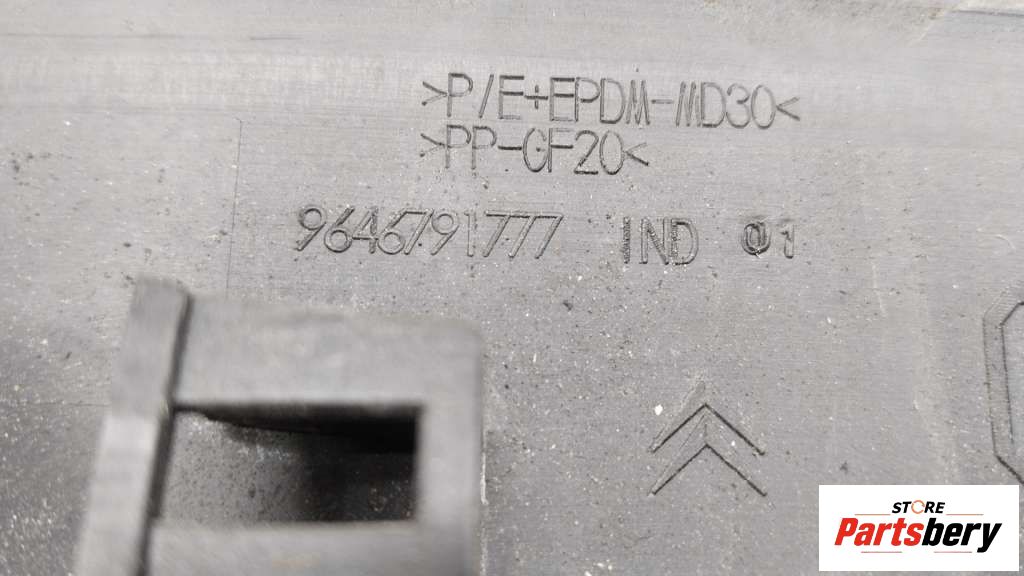 >P/E+EPDM-MD30<
>PP-GF20<
9646791777 IND 01
STORE
Partsbery